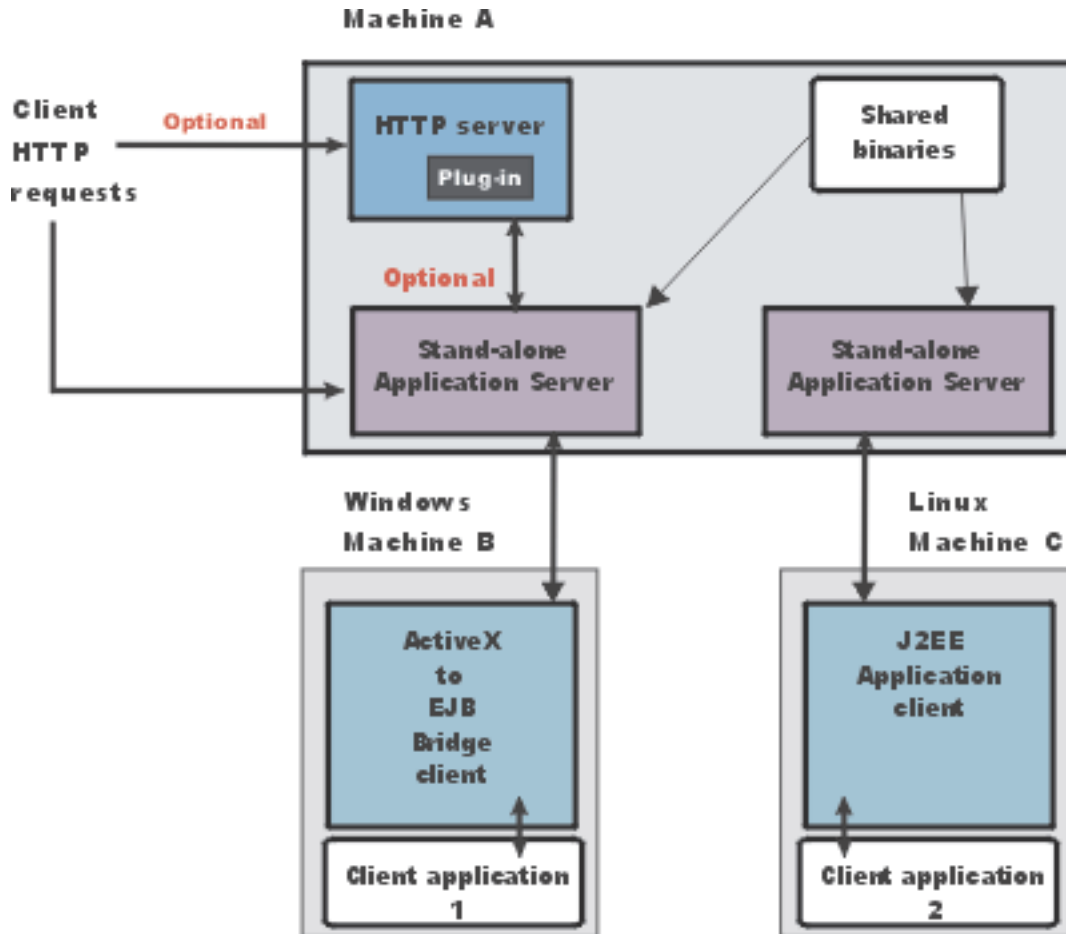 Machine A
Client
HTTP
requests
Optional
HTTP server
Plug-in
Shared
binaries
Optional
Stand-alone
Application Server
Stand-alone
Application Server
Windows
Machine B
Linux
Machine C
ActiveX
to
EJB
Bridge
client
J2EE
Application
client
Client application
1
Client application
2